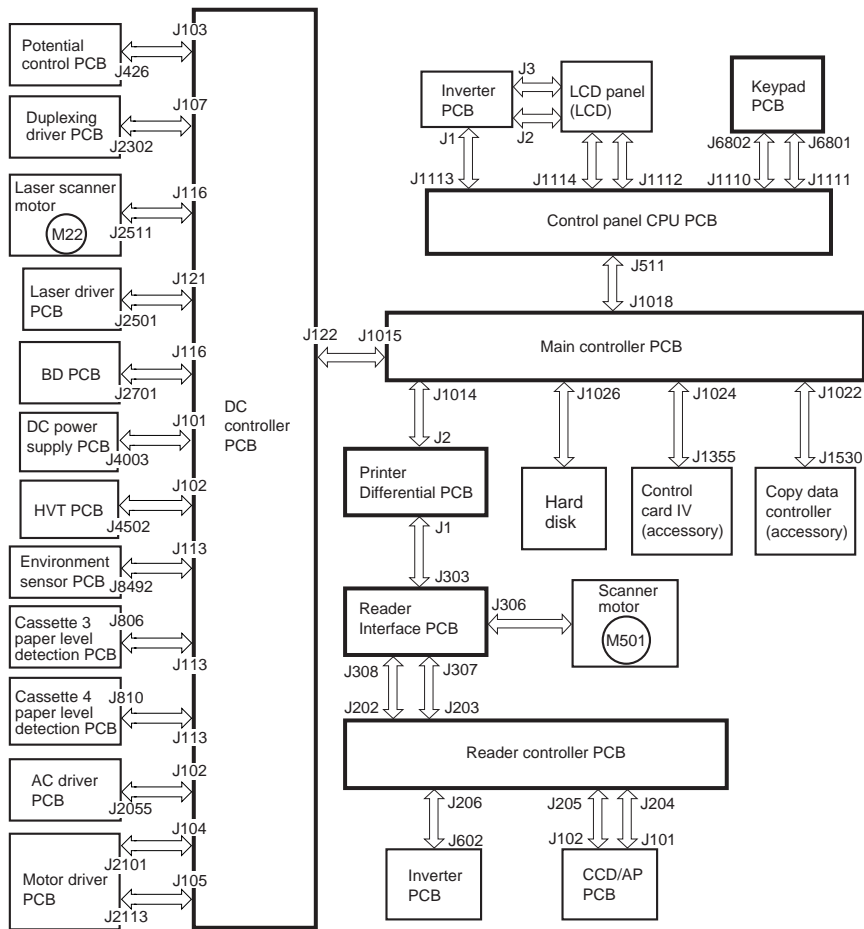 Potential
control PCB
J426
J103
Duplexing
driver PCB
J2302
J107
Laser scanner
motor
M22
J2511
J116
Laser driver
PCB
J2501
J121
BD PCB
J2701
J116
DC power
supply PCB
J4003
J101
HVT PCB
J4502
J102
Environment
sensor PCB
J8492
J113
Cassette 3
paper level
detection PCB
J806
J113
Cassette 4
paper level
detection PCB
J810
J113
AC driver
PCB
J2055
J102
Motor driver
PCB
J2101
J104
J2113
J105
DC
controller
PCB
J122
J1015
Inverter
PCB
J3
J2
LCD panel
(LCD)
Keypad
PCB
J1
J1113
J1114
J1112
J6802
J6801
J1110
J1111
Control panel CPU PCB
J511
J1018
Main controller PCB
J1014
J1026
J1024
J1022
J2
J1355
J1530
Printer
Differential PCB
Hard
disk
Control
card IV
(accessory)
Copy data
controller
(accessory)
J1
J303
Reader
Interface PCB
J306
Scanner
motor
M501
J308
J307
J202
J203
Reader controller PCB
J206
J205
J204
J602
J102
J101
Inverter
PCB
CCD/AP
PCB